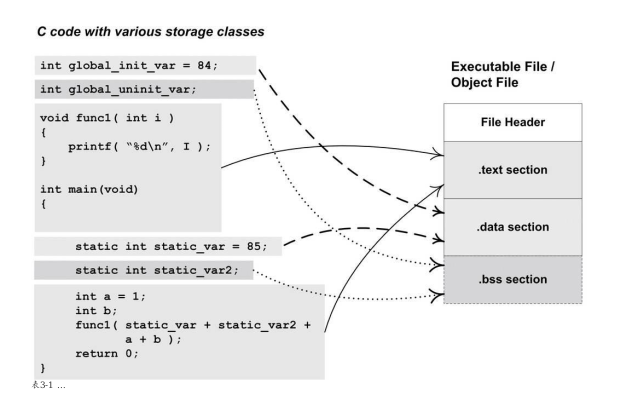 C code with various storage classes
int global_init_var = 84;
int global_uninit_var;
void func1( int i )
{
printf( “%d\n”, I );
}
int main(void)
{
static int static_var = 85;
static int static_var2;
int a = 1;
int b;
func1( static_var + static_var2 +
a + b );
return 0;
}
Executable File /
Object File
File Header
.text section
.data section
.bss section
表3-1 ...